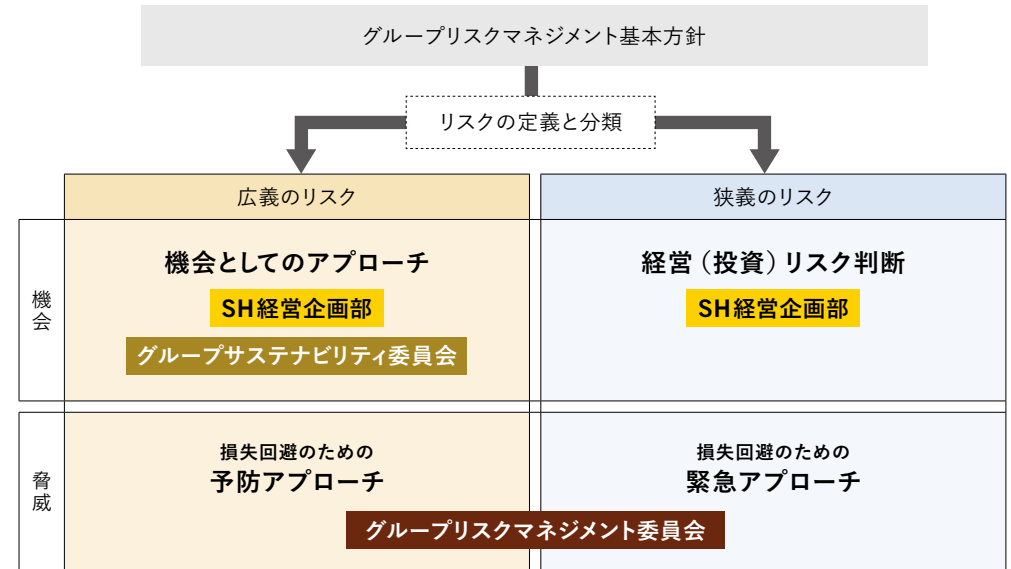 グループリスクマネジメント基本方針
リスクの定義と分類
広義のリスク
狭義のリスク
機会
機会としてのアプローチ
SH経営企画部
グループサステナビリティ委員会
経営（投資）リスク判断
SH経営企画部
脅威
損失回避のための
予防アプローチ
損失回避のための
緊急アプローチ
グループリスクマネジメント委員会